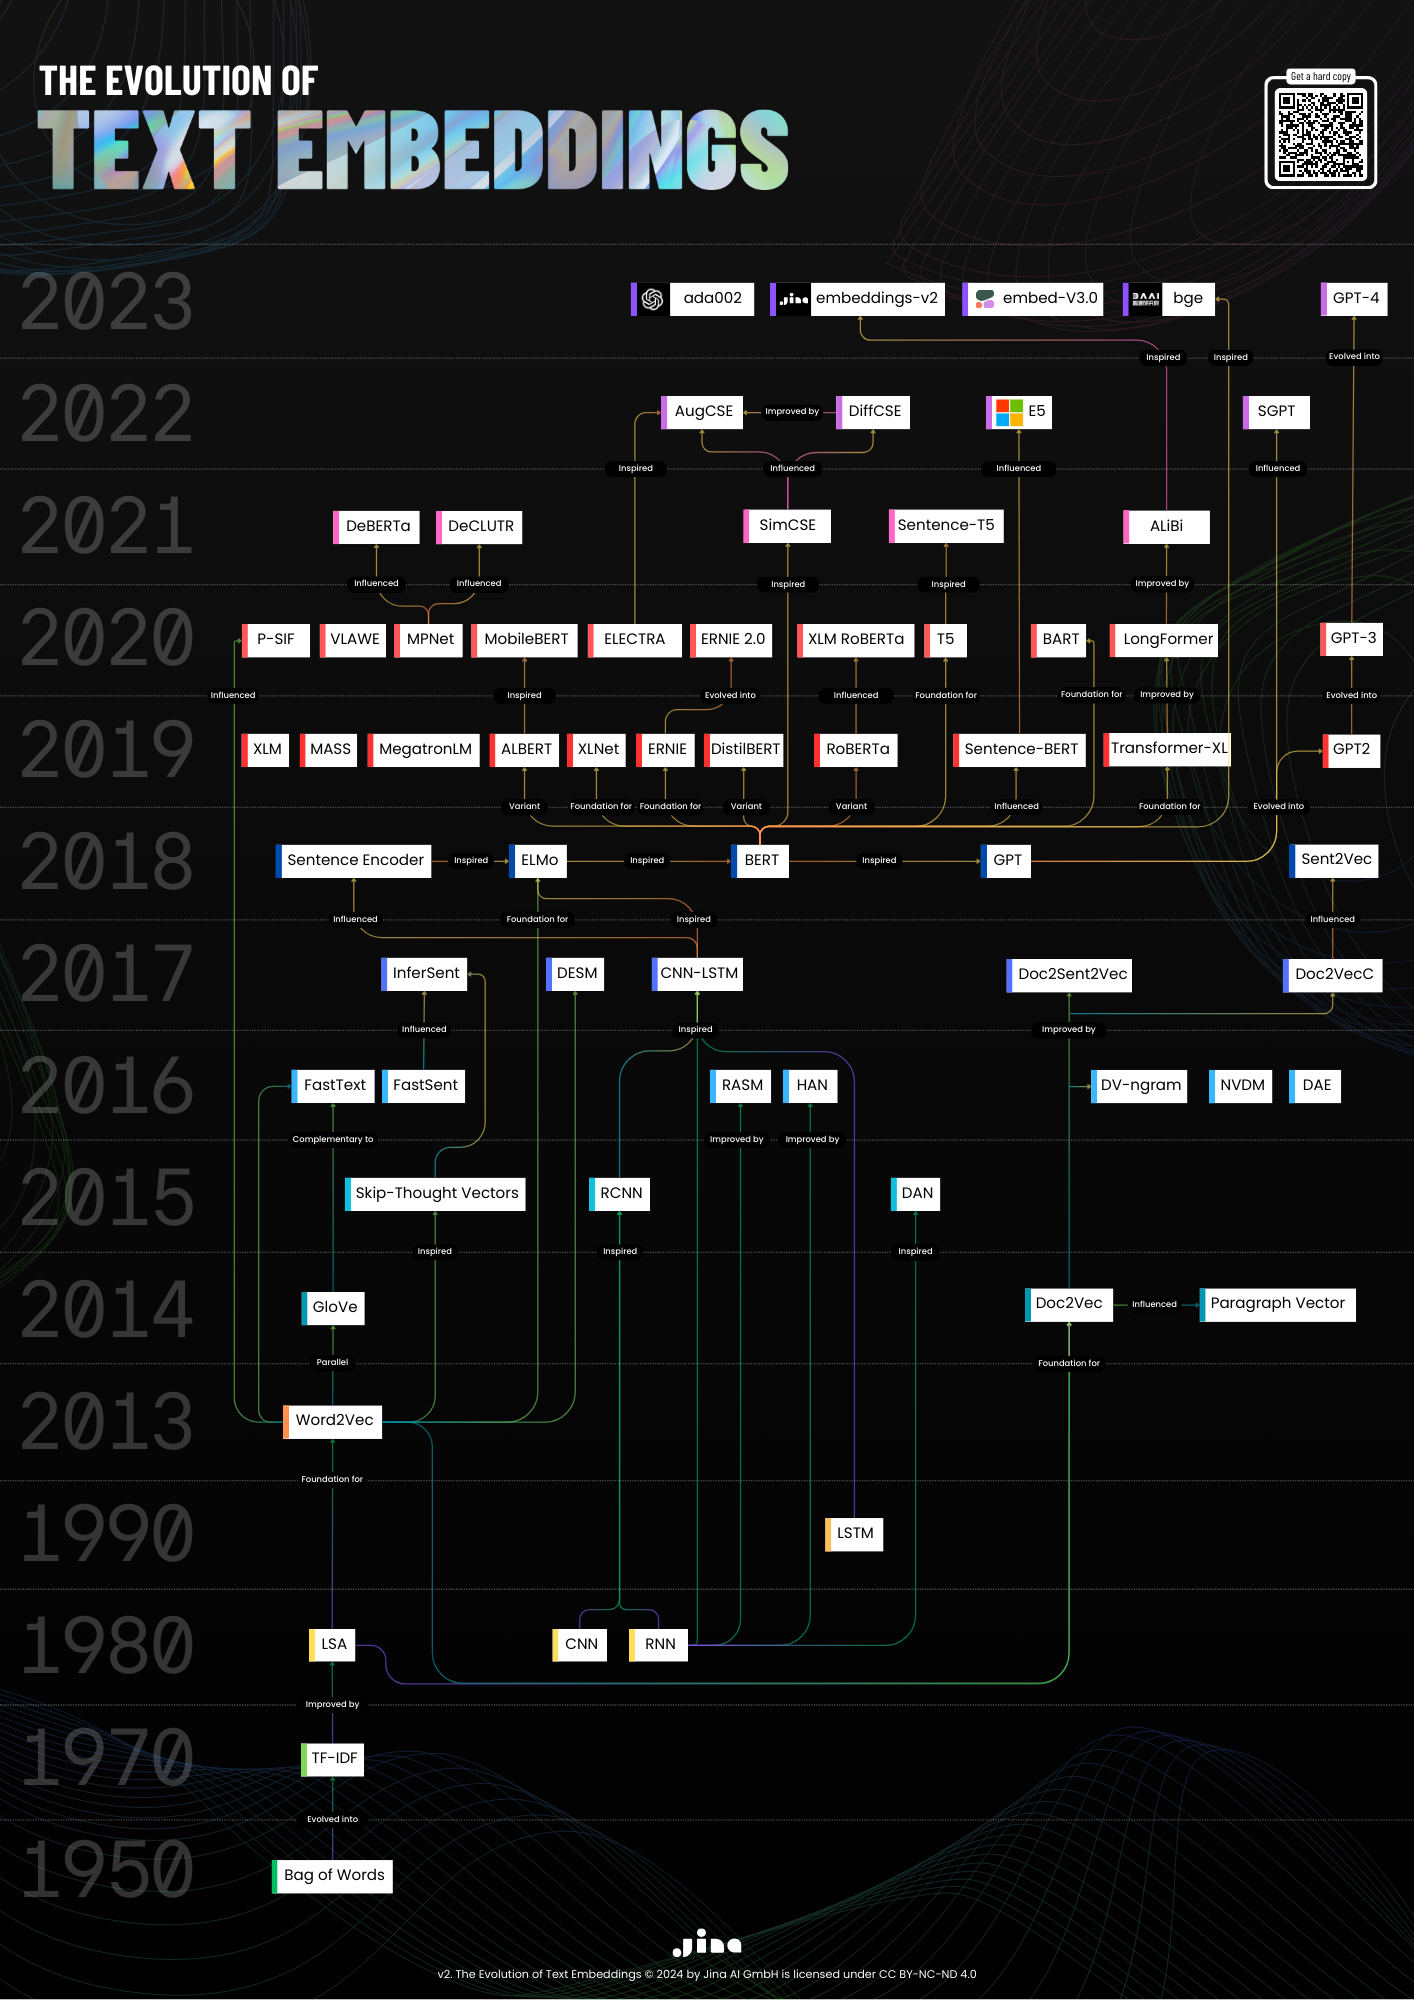 THE EVOLUTION OF
TEXT EMBEDDINGS
Get a hard copy
2023
ada002
jina embeddings-v2
embed-V3.0
BAAI bge
GPT-4
Inspired
Inspired
Evolved into
2022
AugCSE
Improved by
DiffCSE
E5
SGPT
Inspired
Influenced
Influenced
Influenced
2021
DeBERTa
DeCLUTR
SimCSE
Sentence-T5
ALiBi
Influenced
Influenced
Inspired
Inspired
Improved by
2020
P-SIF
VLAWE
MPNet
MobileBERT
ELECTRA
ERNIE 2.0
XLM RoBERTa
T5
BART
LongFormer
GPT-3
Influenced
Inspired
Evolved into
Influenced
Foundation for
Foundation for
Improved by
Evolved into
2019
XLM
MASS
MegatronLM
ALBERT
XLNet
ERNIE
DistilBERT
RoBERTa
Sentence-BERT
Transformer-XL
GPT2
Variant
Foundation for
Foundation for
Variant
Variant
Influenced
Foundation for
Evolved into
2018
Sentence Encoder
Inspired
ELMo
Inspired
BERT
Inspired
GPT
Sent2Vec
Influenced
Foundation for
Inspired
Influenced
2017
InferSent
DESM
CNN-LSTM
Doc2Sent2Vec
Doc2VecC
Influenced
Inspired
Improved by
2016
FastText
FastSent
RASM
HAN
DV-ngram
NVDM
DAE
Complementary to
Improved by
Improved by
2015
Skip-Thought Vectors
RCNN
DAN
Inspired
Inspired
Inspired
2014
GloVe
Doc2Vec
Influenced
Paragraph Vector
Parallel
Foundation for
2013
Word2Vec
Foundation for
1990
LSTM
1980
LSA
CNN
RNN
Improved by
1970
TF-IDF
Evolved into
1950
Bag of Words
jina
v2. The Evolution of Text Embeddings © 2024 by Jina AI GmbH is licensed under CC BY-NC-ND 4.0